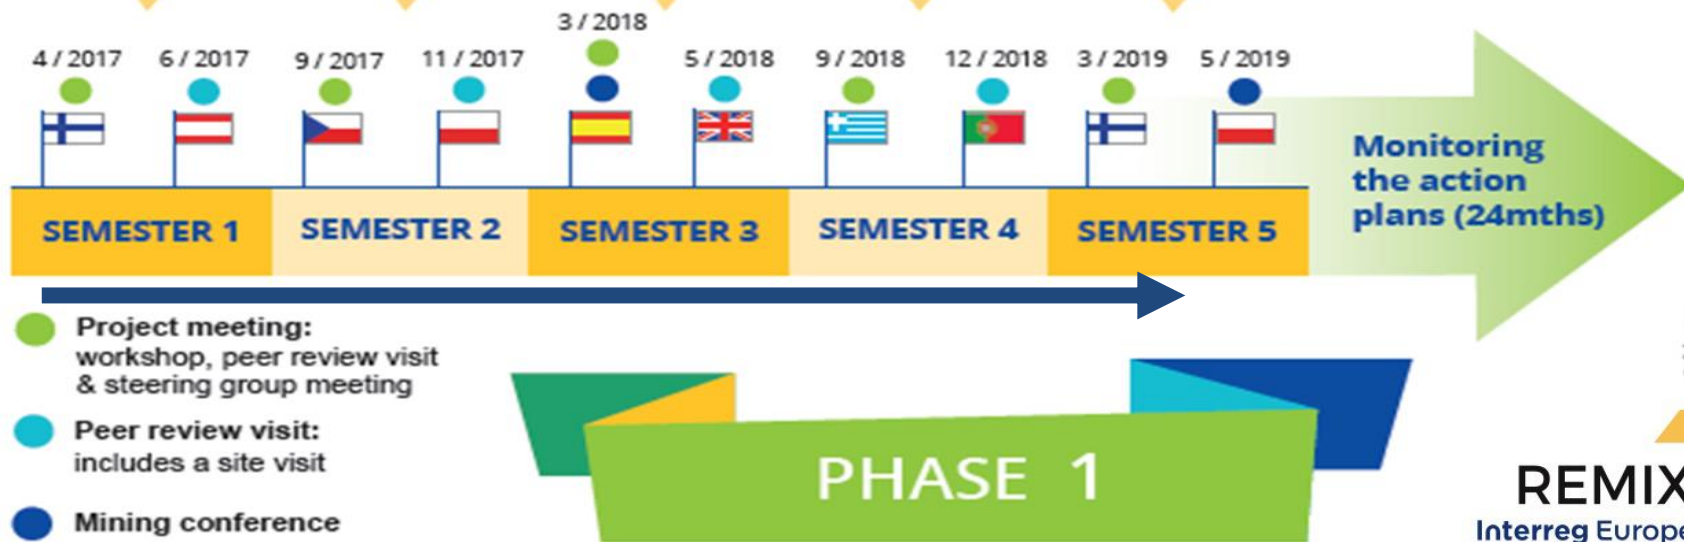 3 / 2018
4 / 2017 6 / 2017 9 / 2017 11 / 2017 5 / 2018 9 / 2018 12 / 2018 3 / 2019 5 / 2019
Monitoring
the action
plans (24mths)
SEMESTER 1 SEMESTER 2 SEMESTER 3 SEMESTER 4 SEMESTER 5
Project meeting:
workshop, peer review visit
& steering group meeting
Peer review visit:
includes a site visit
Mining conference
PHASE 1
REMIX
Interreg Europe